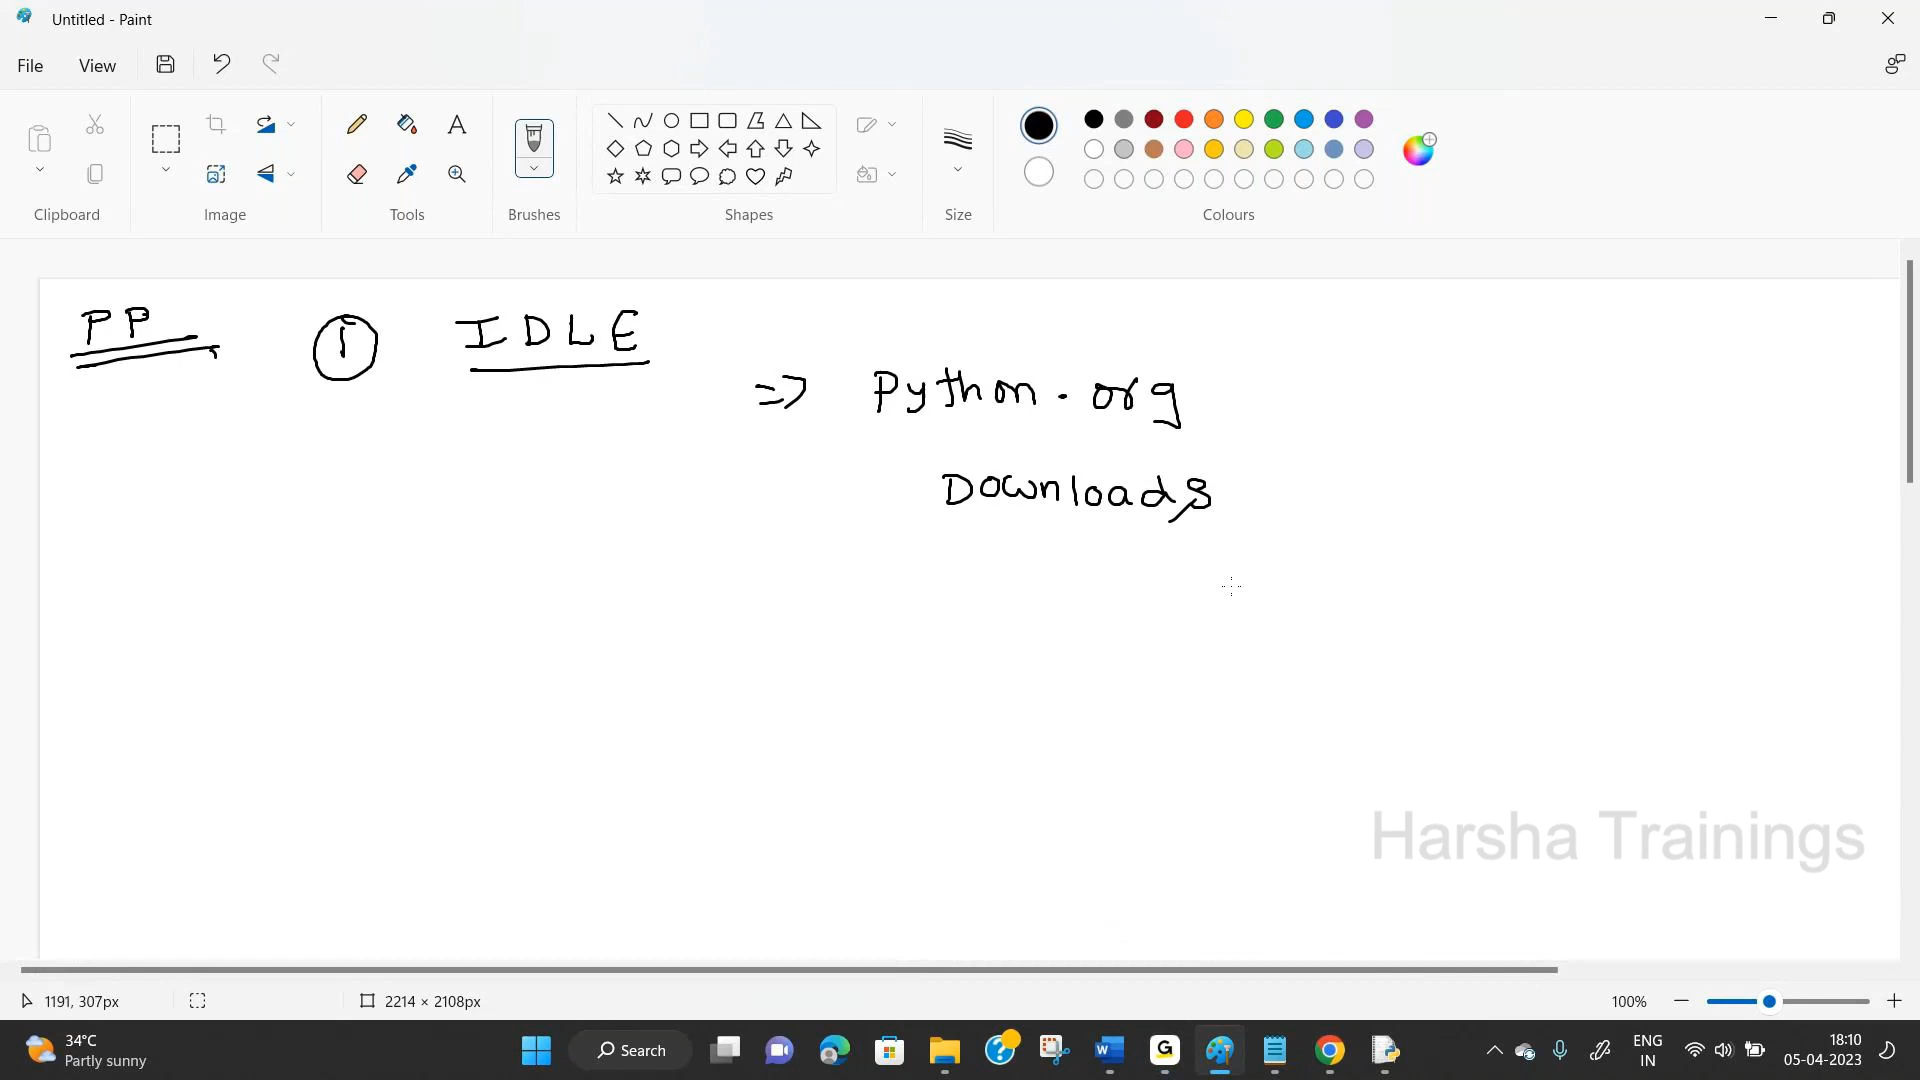 Untitled - Paint
File View
Clipboard Image Tools Brushes Shapes Size Colours
PP 1 IDLE
=> Python.org
Downloads
Harsha Trainings
1191, 307px 2214 × 2108px 100%
34°C
Partly sunny
Search
ENG
IN
18:10
05-04-2023